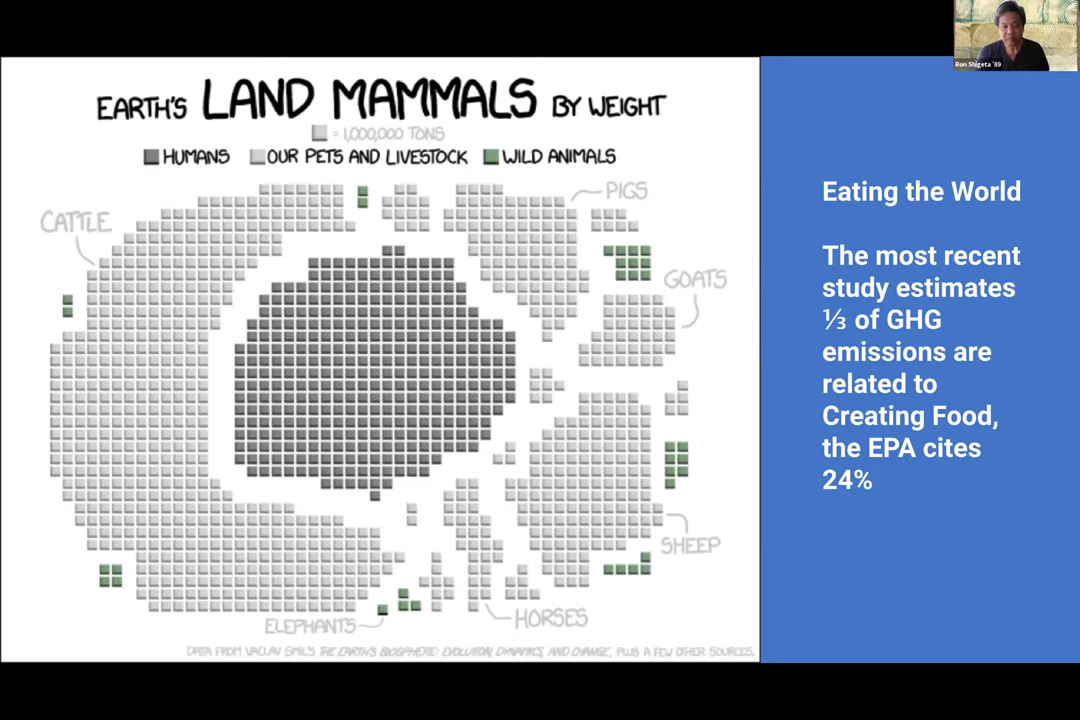 Ron Shigeta '89
EARTH'S LAND MAMMALS BY WEIGHT
= 1,000,000 TONS
HUMANS OUR PETS AND LIVESTOCK WILD ANIMALS
PIGS
CATTLE
GOATS
SHEEP
HORSES
ELEPHANTS
DATA FROM VACLAV SMIL'S THE EARTH'S BIOSPHERE: EVOLUTION, DYNAMICS, AND CHANGE, PLUS A FEW OTHER SOURCES.
Eating the World
The most recent
study estimates
⅓ of GHG
emissions are
related to
Creating Food,
the EPA cites
24%